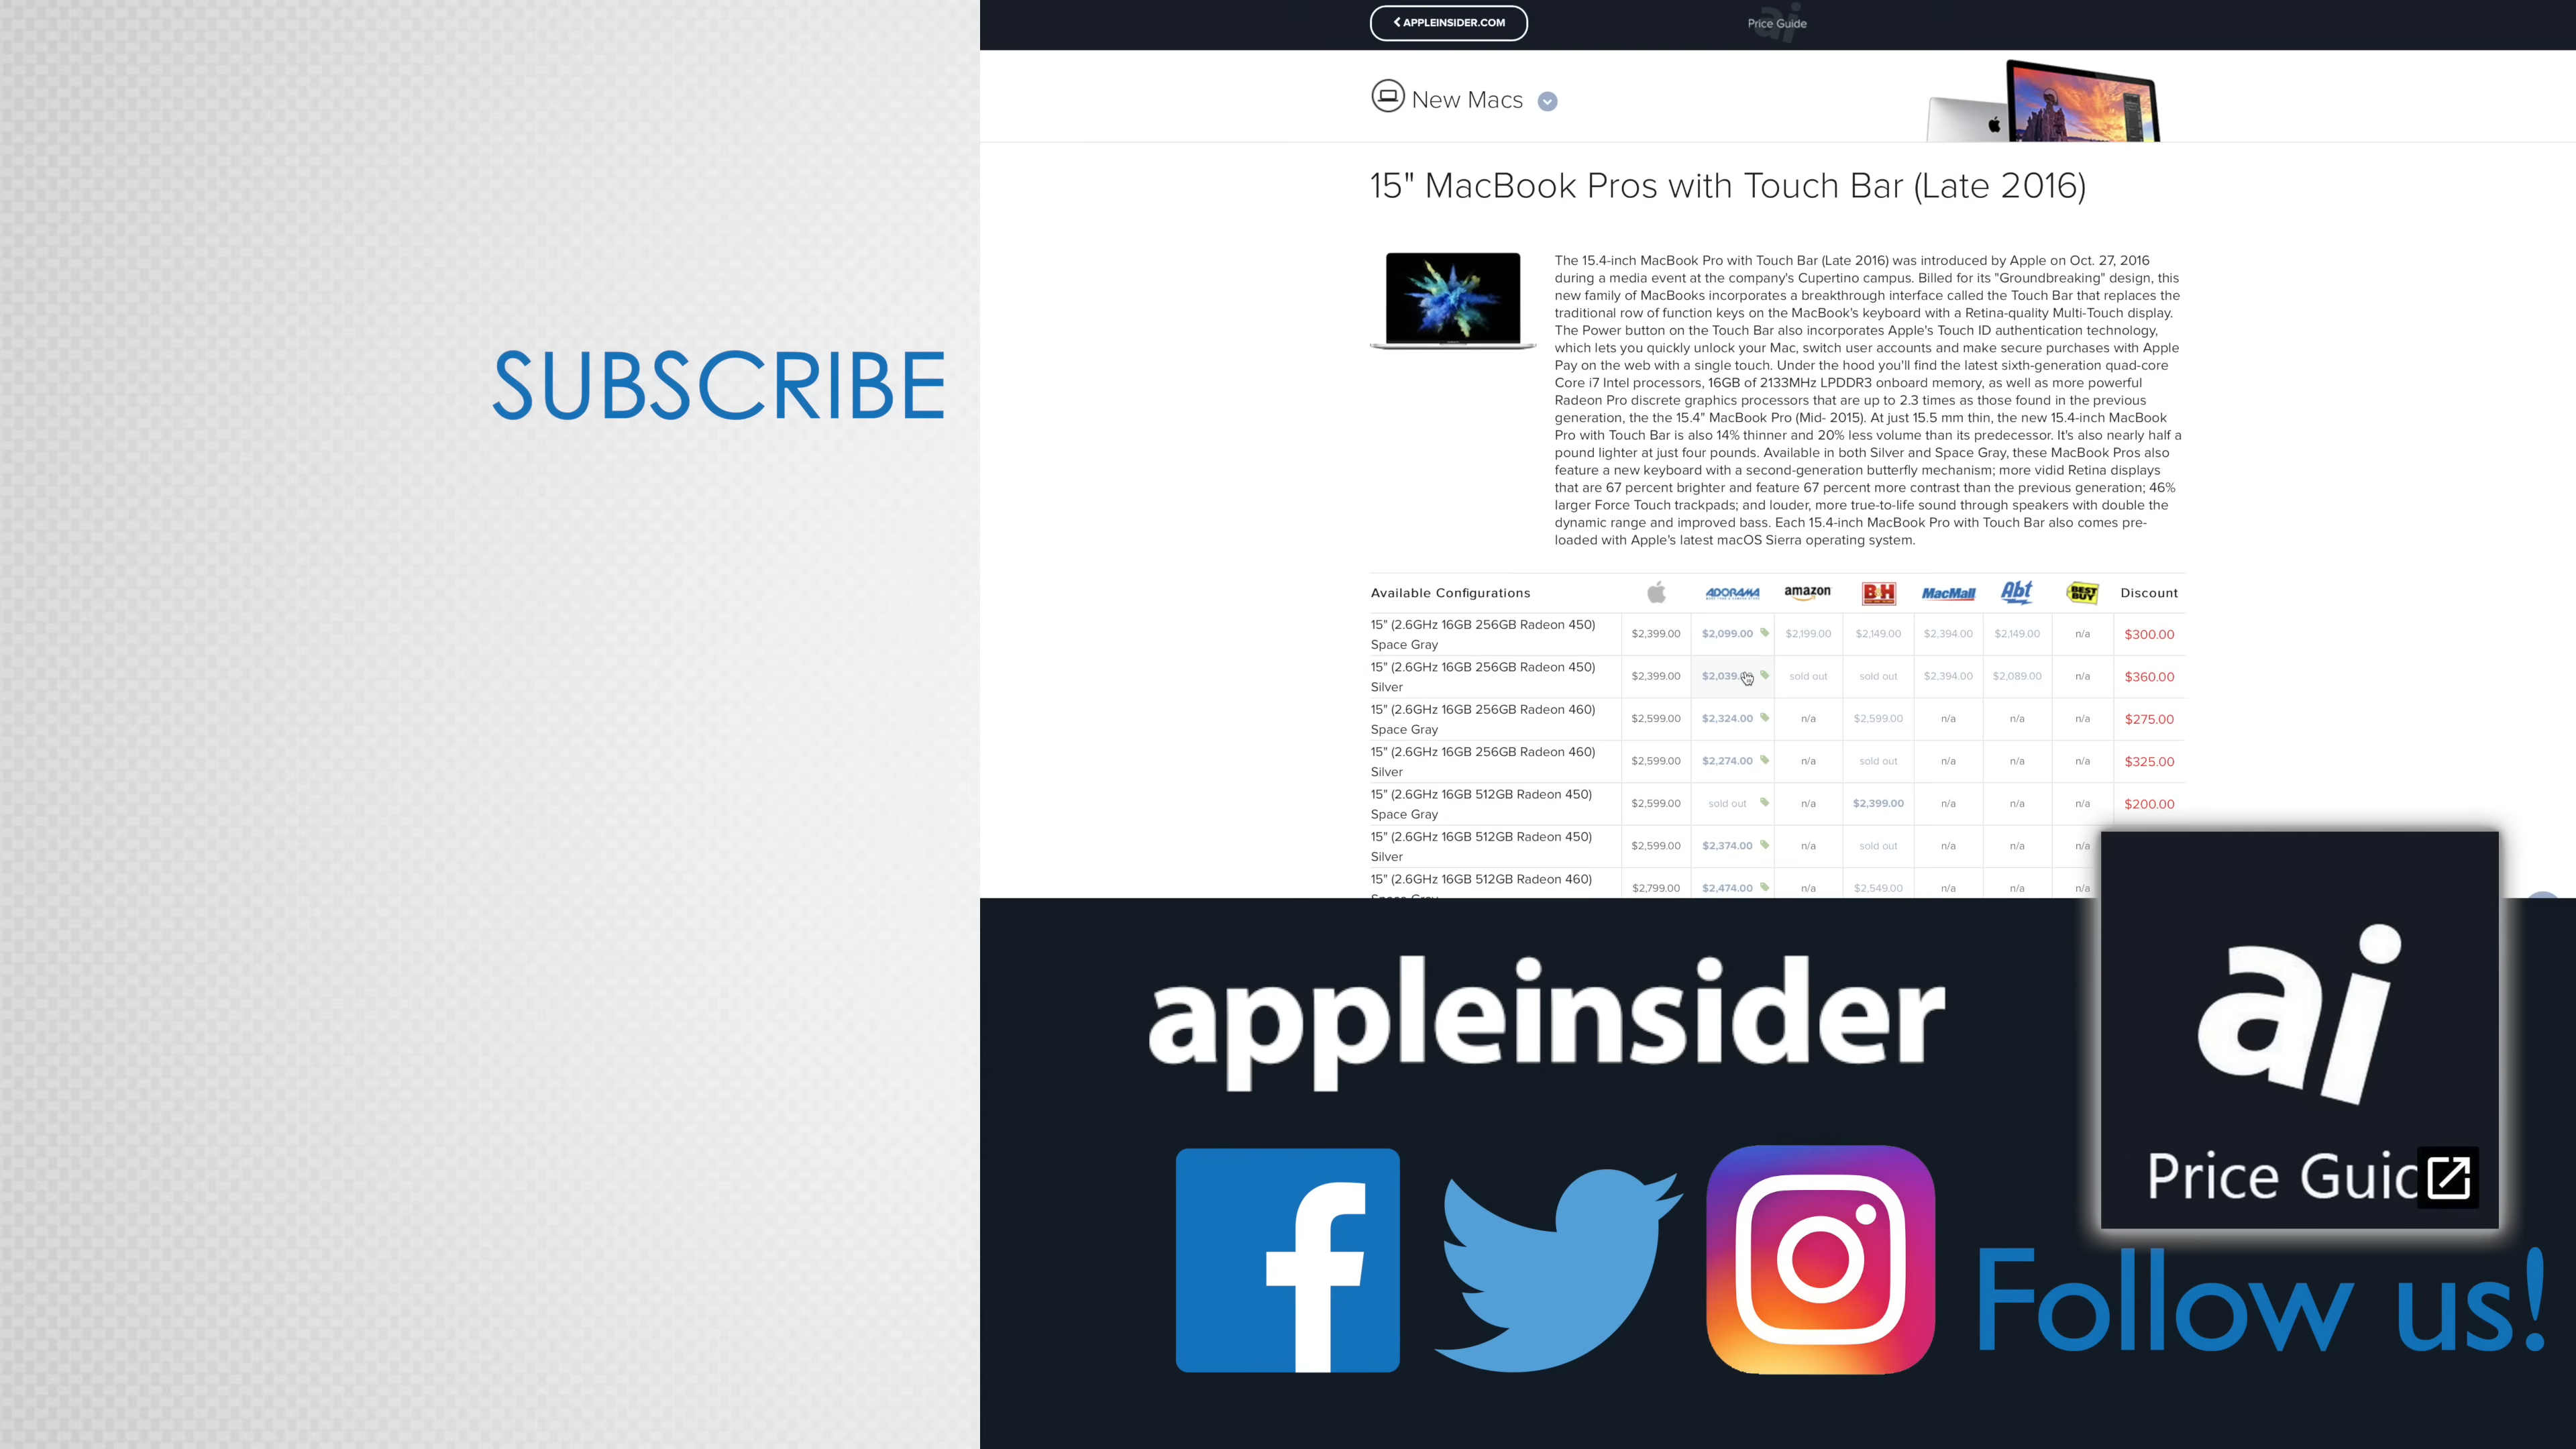 APPLEINSIDER.COM
Price Guide
New Macs
15" MacBook Pros with Touch Bar (Late 2016)
SUBSCRIBE
The 15.4-inch MacBook Pro with Touch Bar (Late 2016) was introduced by Apple on Oct. 27, 2016
during a media event at the company's Cupertino campus. Billed for its "Groundbreaking" design, this
new family of MacBooks incorporates a breakthrough interface called the Touch Bar that replaces the
traditional row of function keys on the MacBook's keyboard with a Retina-quality Multi-Touch display.
The Power button on the Touch Bar also incorporates Apple's Touch ID authentication technology,
which lets you quickly unlock your Mac, switch user accounts and make secure purchases with Apple
Pay on the web with a single touch. Under the hood you'll find the latest sixth-generation quad-core
Core i7 Intel processors, 16GB of 2133MHz LPDDR3 onboard memory, as well as more powerful
Radeon Pro discrete graphics processors that are up to 2.3 times as those found in the previous
generation, the the 15.4" MacBook Pro (Mid- 2015). At just 15.5 mm thin, the new 15.4-inch MacBook
Pro with Touch Bar is also 14% thinner and 20% less volume than its predecessor. It's also nearly half a
pound lighter at just four pounds. Available in both Silver and Space Gray, these MacBook Pros also
feature a new keyboard with a second-generation butterfly mechanism; more vidid Retina displays
that are 67 percent brighter and feature 67 percent more contrast than the previous generation; 46%
larger Force Touch trackpads; and louder, more true-to-life sound through speakers with double the
dynamic range and improved bass. Each 15.4-inch MacBook Pro with Touch Bar also comes pre-
loaded with Apple's latest macOS Sierra operating system.
Available Configurations ADORAMA amazon B&H MacMall Abt BEST BUY Discount
15" (2.6GHz 16GB 256GB Radeon 450)
Space Gray
$2,399.00 $2,099.00 $2,199.00 $2,149.00 $2,394.00 $2,149.00 n/a $300.00
15" (2.6GHz 16GB 256GB Radeon 450)
Silver
$2,399.00 $2,039. sold out sold out $2,394.00 $2,089.00 n/a $360.00
15" (2.6GHz 16GB 256GB Radeon 460)
Space Gray
$2,599.00 $2,324.00 n/a $2,599.00 n/a n/a n/a $275.00
15" (2.6GHz 16GB 256GB Radeon 460)
Silver
$2,599.00 $2,274.00 n/a sold out n/a n/a n/a $325.00
15" (2.6GHz 16GB 512GB Radeon 450)
Space Gray
$2,599.00 sold out n/a $2,399.00 n/a n/a n/a $200.00
15" (2.6GHz 16GB 512GB Radeon 450)
Silver
$2,599.00 $2,374.00 n/a sold out n/a n/a n/a
15" (2.6GHz 16GB 512GB Radeon 460)
$2,799.00 $2,474.00 n/a $2,549.00 n/a n/a n/a
appleinsider
ai
Price Guid
Follow us!